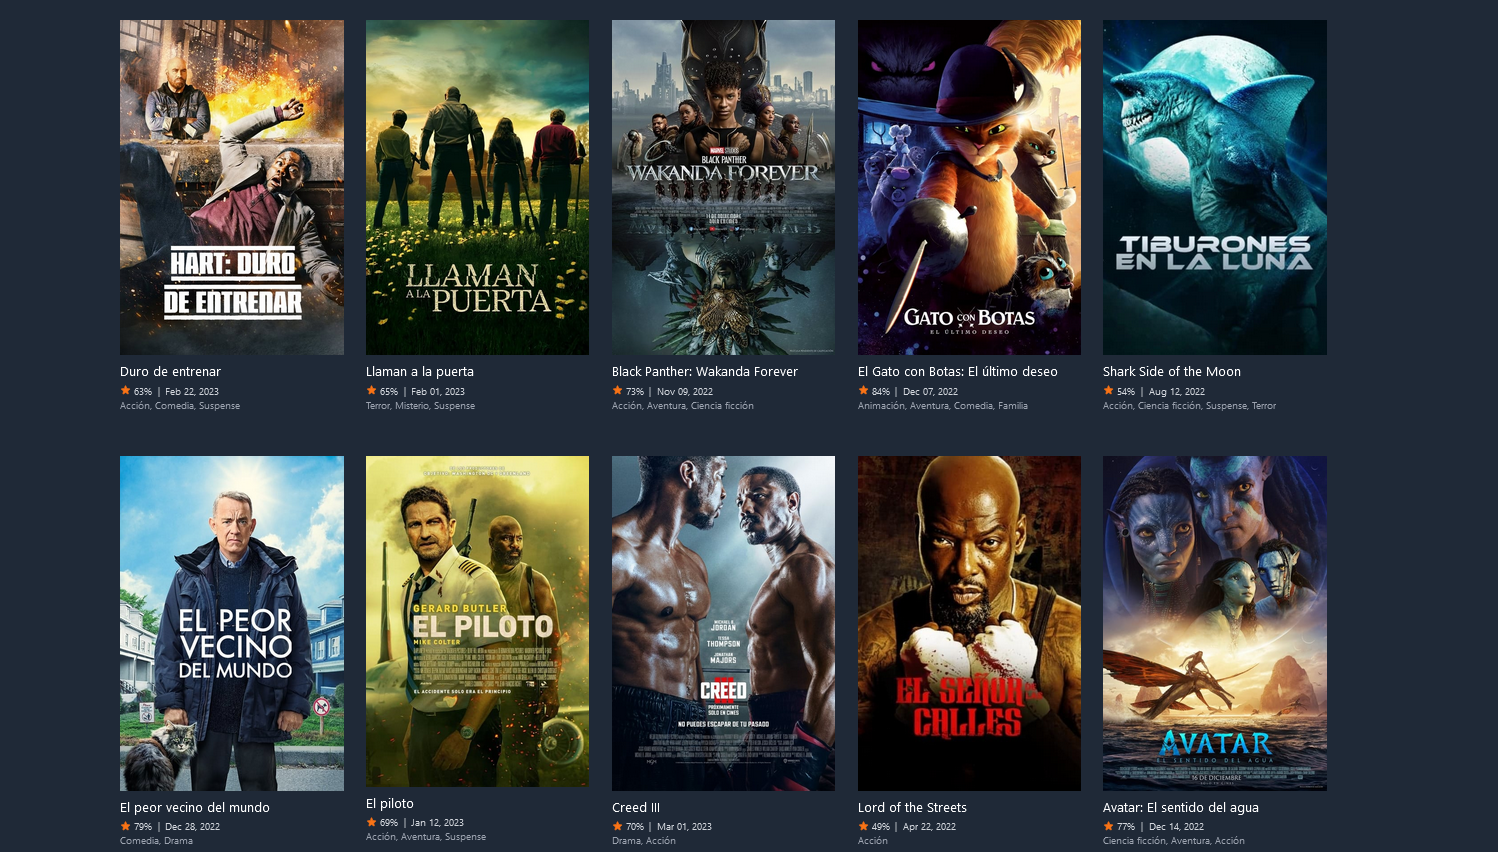 HART: DURO
DE ENTRENAR
LLAMAN
A LA PUERTA
MARVEL STUDIOS
BLACK PANTHER
WAKANDA FOREVER
GATO CON BOTAS
EL ÚLTIMO DESEO
TIBURONES
EN LA LUNA
Duro de entrenar
63% | Feb 22, 2023
Acción, Comedia, Suspense
Llaman a la puerta
65% | Feb 01, 2023
Terror, Misterio, Suspense
Black Panther: Wakanda Forever
73% | Nov 09, 2022
Acción, Aventura, Ciencia ficción
El Gato con Botas: El último deseo
84% | Dec 07, 2022
Animación, Aventura, Comedia, Familia
Shark Side of the Moon
54% | Aug 12, 2022
Acción, Ciencia ficción, Suspense, Terror
EL PEOR
VECINO
DEL MUNDO
GERARD BUTLER
EL PILOTO
MIKE COLTER
EL ACCIDENTE SOLO ERA EL PRINCIPIO
MICHAEL B.
JORDAN
TESSA
THOMPSON
JONATHAN
MAJORS
CREED
III
PRÓXIMAMENTE
SOLO EN CINES
NO PUEDES ESCAPAR DE TU PASADO
EL SEÑOR
CALLES
AVATAR
EL SENTIDO DEL AGUA
16 DE DICIEMBRE
El peor vecino del mundo
79% | Dec 28, 2022
Comedia, Drama
El piloto
69% | Jan 12, 2023
Acción, Aventura, Suspense
Creed III
70% | Mar 01, 2023
Drama, Acción
Lord of the Streets
49% | Apr 22, 2022
Acción
Avatar: El sentido del agua
77% | Dec 14, 2022
Ciencia ficción, Aventura, Acción